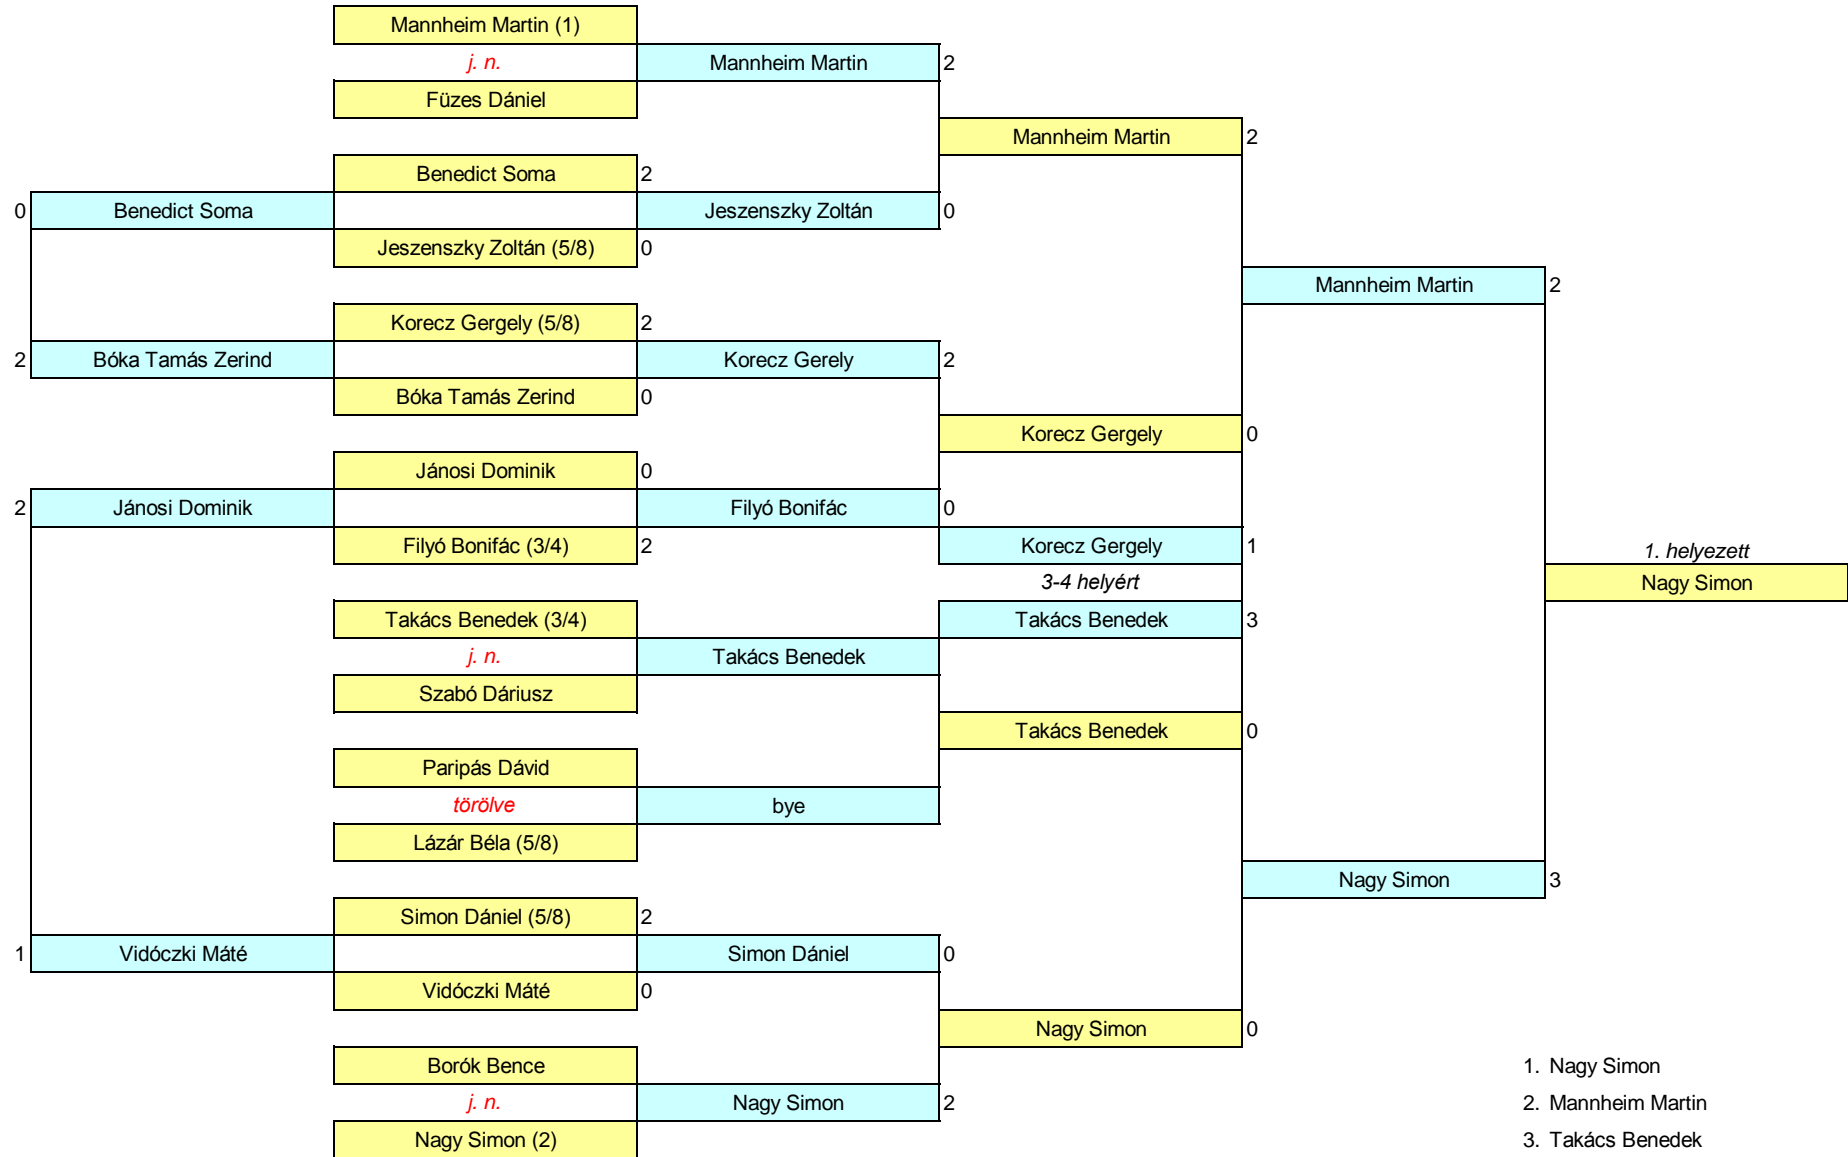 Mannheim Martin (1)
j. n. Mannheim Martin 2
Füzes Dániel
Mannheim Martin 2
Benedict Soma 2
0 Benedict Soma Jeszenszky Zoltán 0
Jeszenszky Zoltán (5/8) 0
Mannheim Martin 2
Korecz Gergely (5/8) 2
2 Bóka Tamás Zerind Korecz Gerely 2
Bóka Tamás Zerind 0
Korecz Gergely 0
Jánosi Dominik 0
2 Jánosi Dominik Filyó Bonifác 0
Filyó Bonifác (3/4) 2 Korecz Gergely 1 1. helyezett
3-4 helyért Nagy Simon
Takács Benedek (3/4) Takács Benedek 3
j. n. Takács Benedek
Szabó Dáriusz
Takács Benedek 0
Paripás Dávid
törölve bye
Lázár Béla (5/8)
Nagy Simon 3
Simon Dániel (5/8) 2
1 Vidóczki Máté Simon Dániel 0
Vidóczki Máté 0
Nagy Simon 0
Borók Bence 1. Nagy Simon
j. n. Nagy Simon 2 2. Mannheim Martin
Nagy Simon (2) 3. Takács Benedek